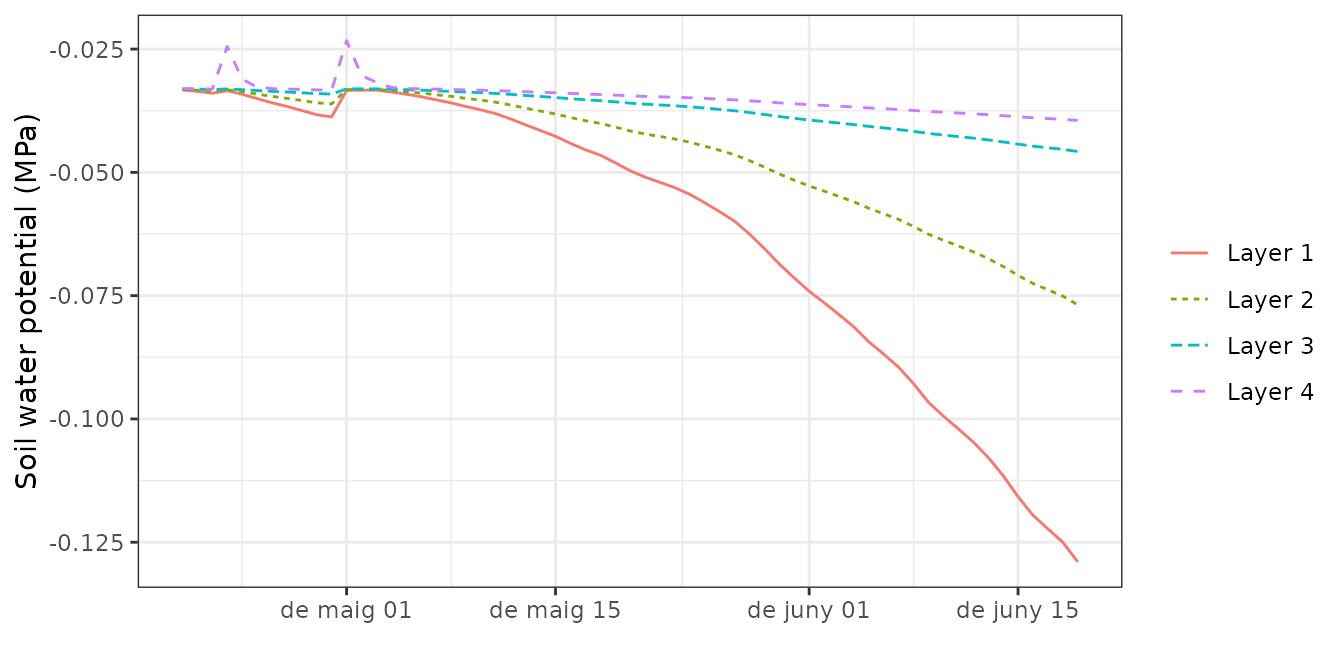 Soil water potential (MPa)
-0.025
-0.050
-0.075
-0.100
-0.125
de maig 01
de maig 15
de juny 01
de juny 15
Layer 1
Layer 2
Layer 3
Layer 4